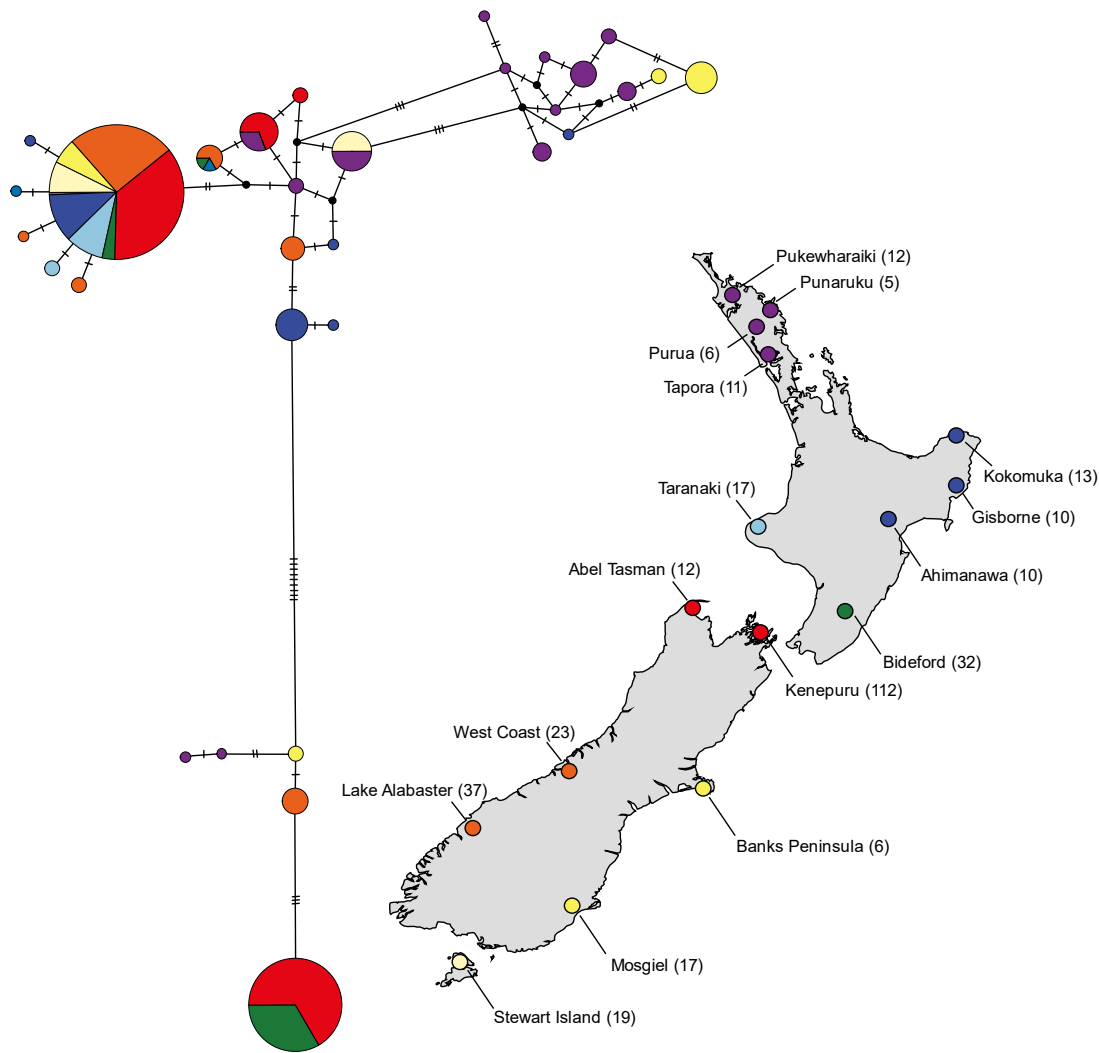 Pukewharaiki (12)
Punaruku (5)
Purua (6)
Tapora (11)
Kokomuka (13)
Taranaki (17)
Gisborne (10)
Abel Tasman (12)
Ahimanawa (10)
Bideford (32)
Kenepuru (112)
West Coast (23)
Lake Alabaster (37)
Banks Peninsula (6)
Mosgiel (17)
Stewart Island (19)